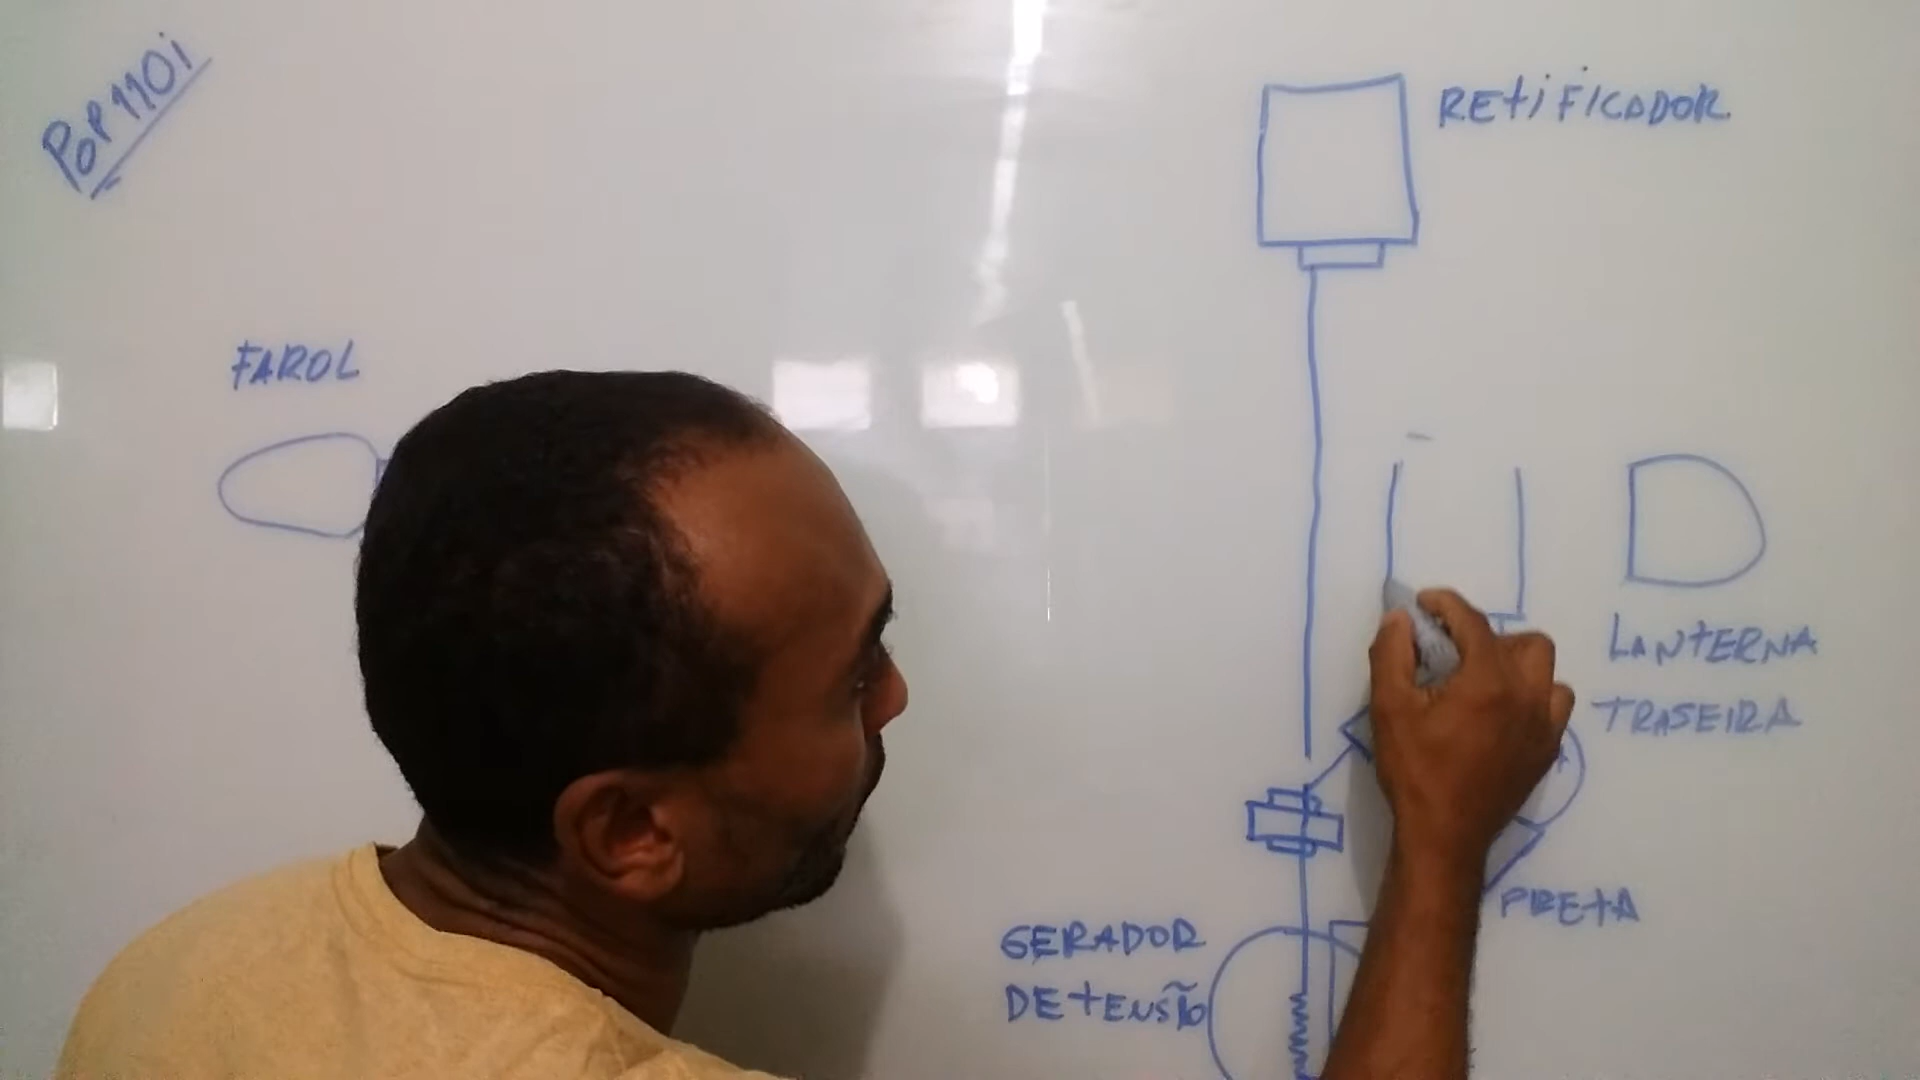 POP 110i
RETIFICADOR
FAROL
LANTERNA
TRASEIRA
PRETA
GERADOR
DE TENSÃO